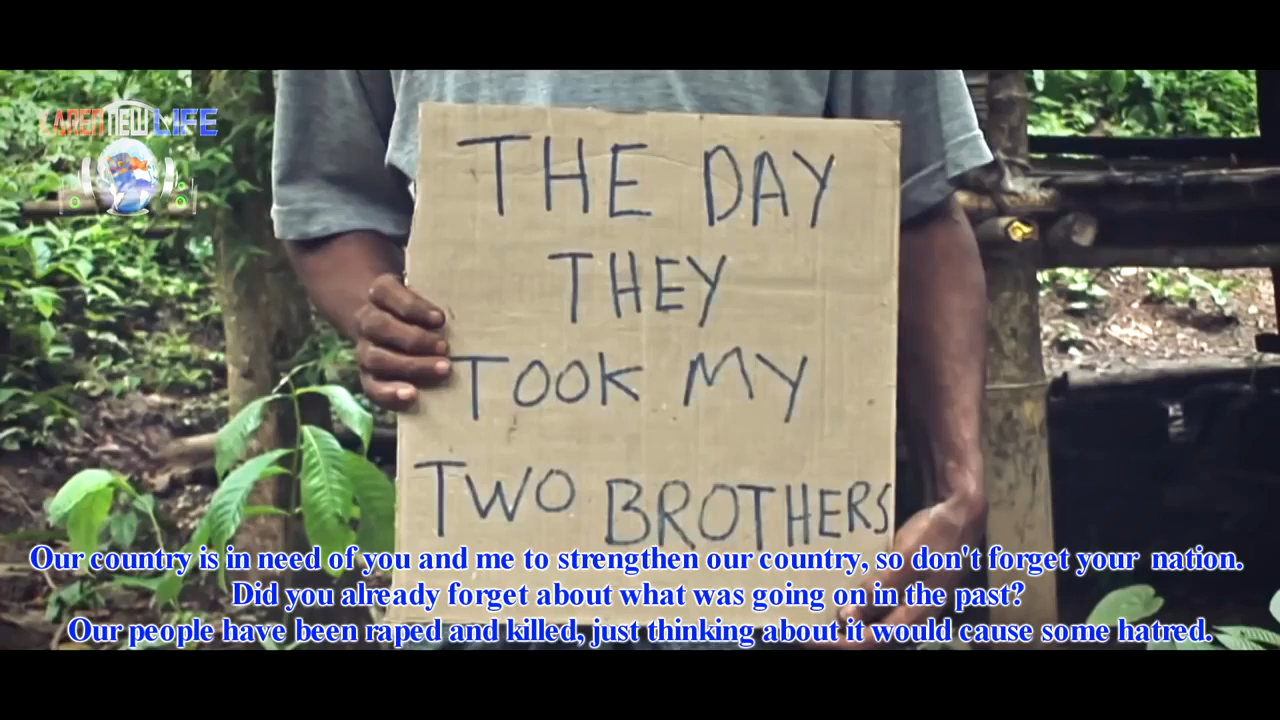 KAREN NEW LIFE
THE DAY
THEY
TOOK MY
TWO BROTHERS
Our country is in need of you and me to strengthen our country, so don't forget your nation.
Did you already forget about what was going on in the past?
Our people have been raped and killed, just thinking about it would cause some hatred.